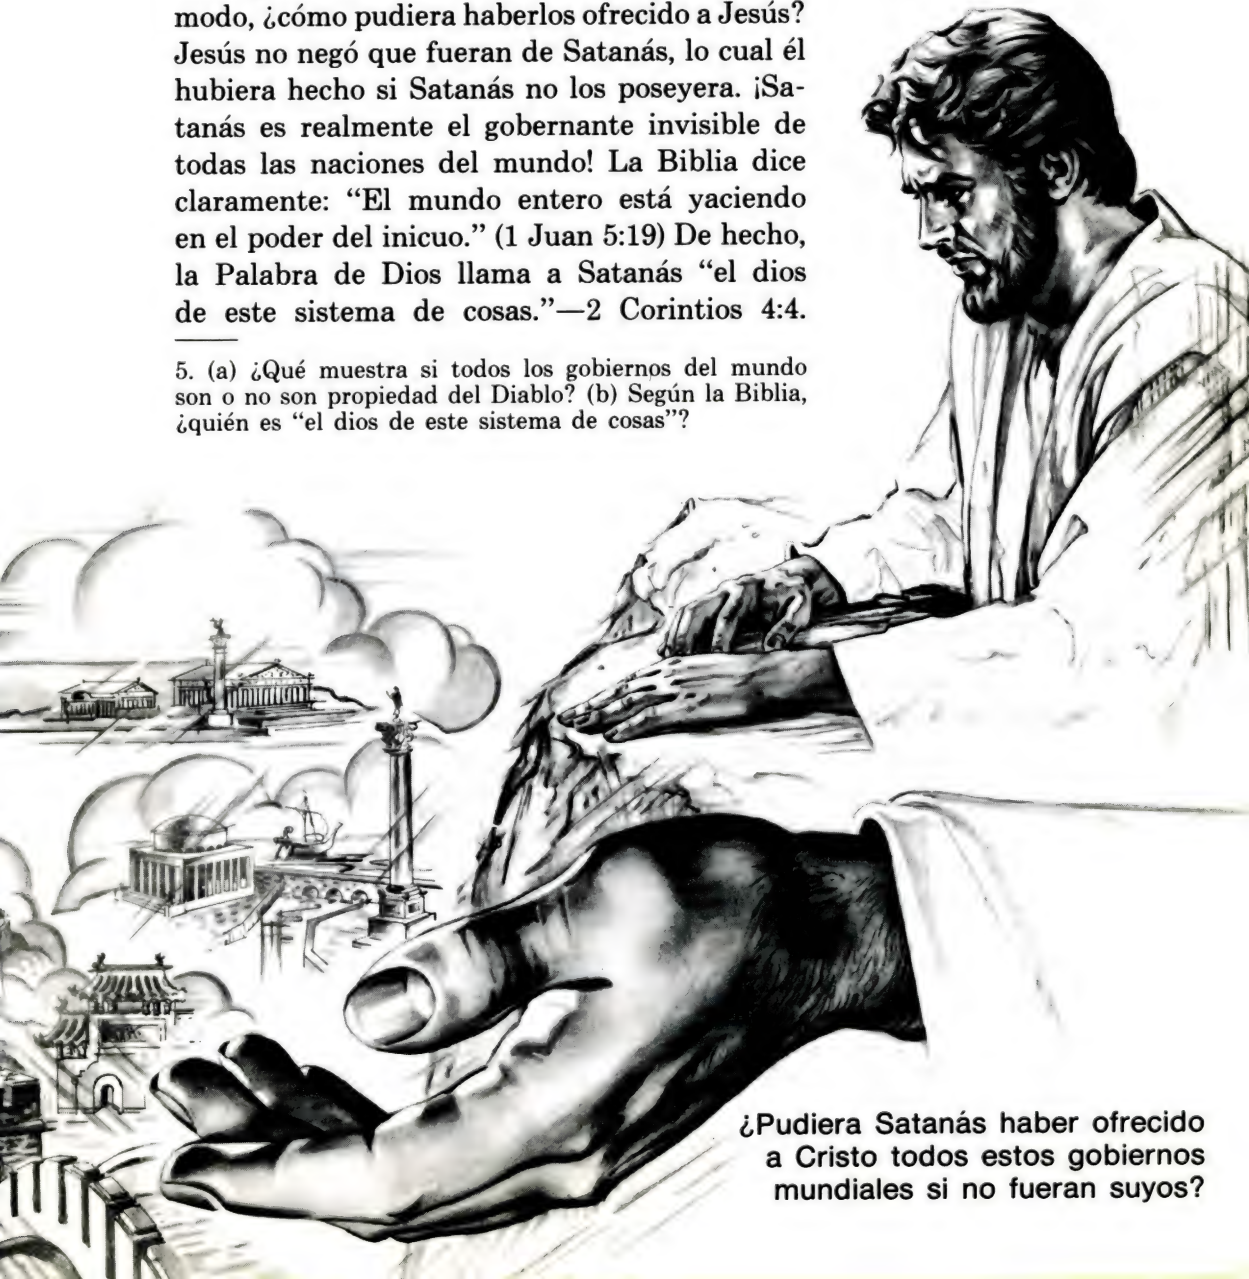 modo, ¿cómo pudiera haberlos ofrecido a Jesús?
Jesús no negó que fueran de Satanás, lo cual él
hubiera hecho si Satanás no los poseyera. ¡Sa-
tanás es realmente el gobernante invisible de
todas las naciones del mundo! La Biblia dice
claramente: “El mundo entero está yaciendo
en el poder del inicuo.” (1 Juan 5:19) De hecho,
la Palabra de Dios llama a Satanás “el dios
de este sistema de cosas.”—2 Corintios 4:4.
5. (a) ¿Qué muestra si todos los gobiernos del mundo
son o no son propiedad del Diablo? (b) Según la Biblia,
¿quién es “el dios de este sistema de cosas”?
¿Pudiera Satanás haber ofrecido
a Cristo todos estos gobiernos
mundiales si no fueran suyos?